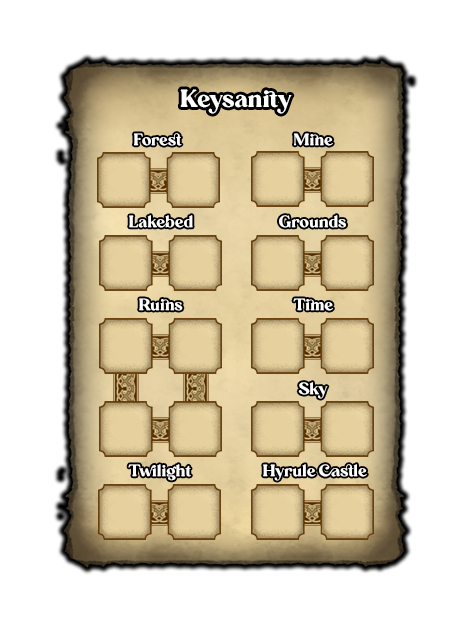 Keysanity
Forest
Mine
Lakebed
Grounds
Ruins
Time
Sky
Twilight
Hyrule Castle